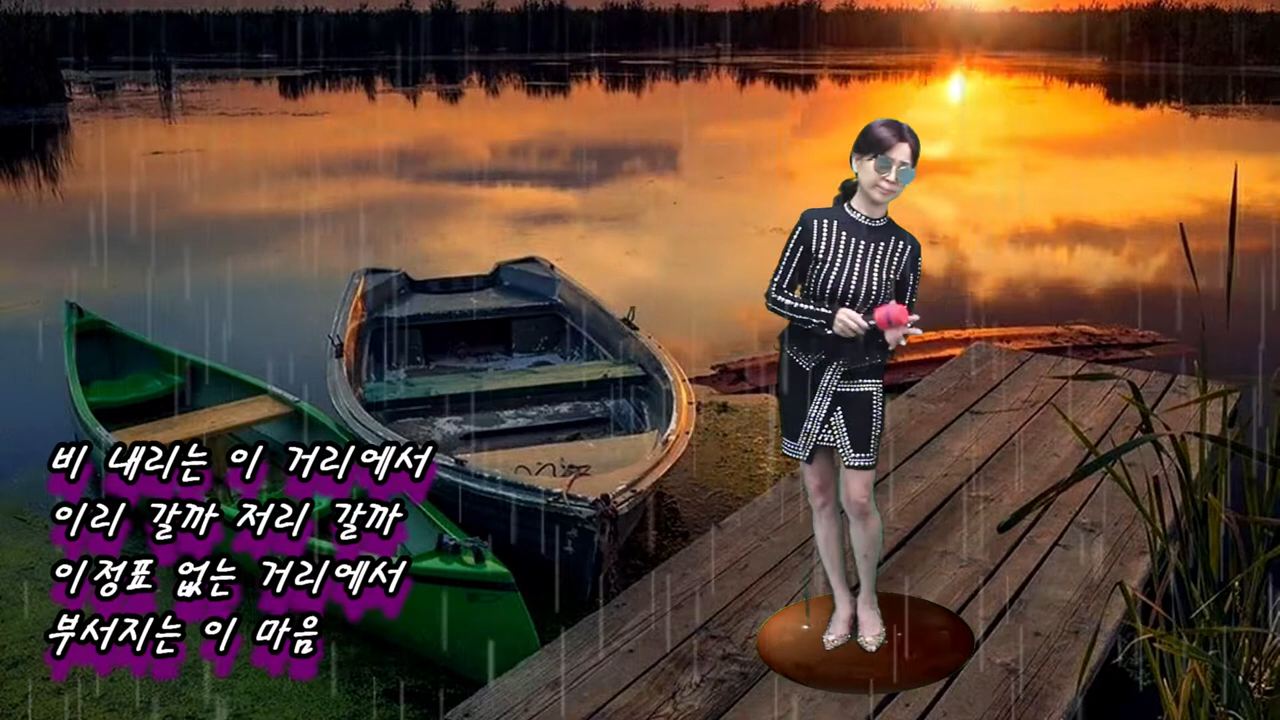 비 내리는 이 거리에서
이리 갈까 저리 갈까
이정표 없는 거리에서
부서지는 이 마음